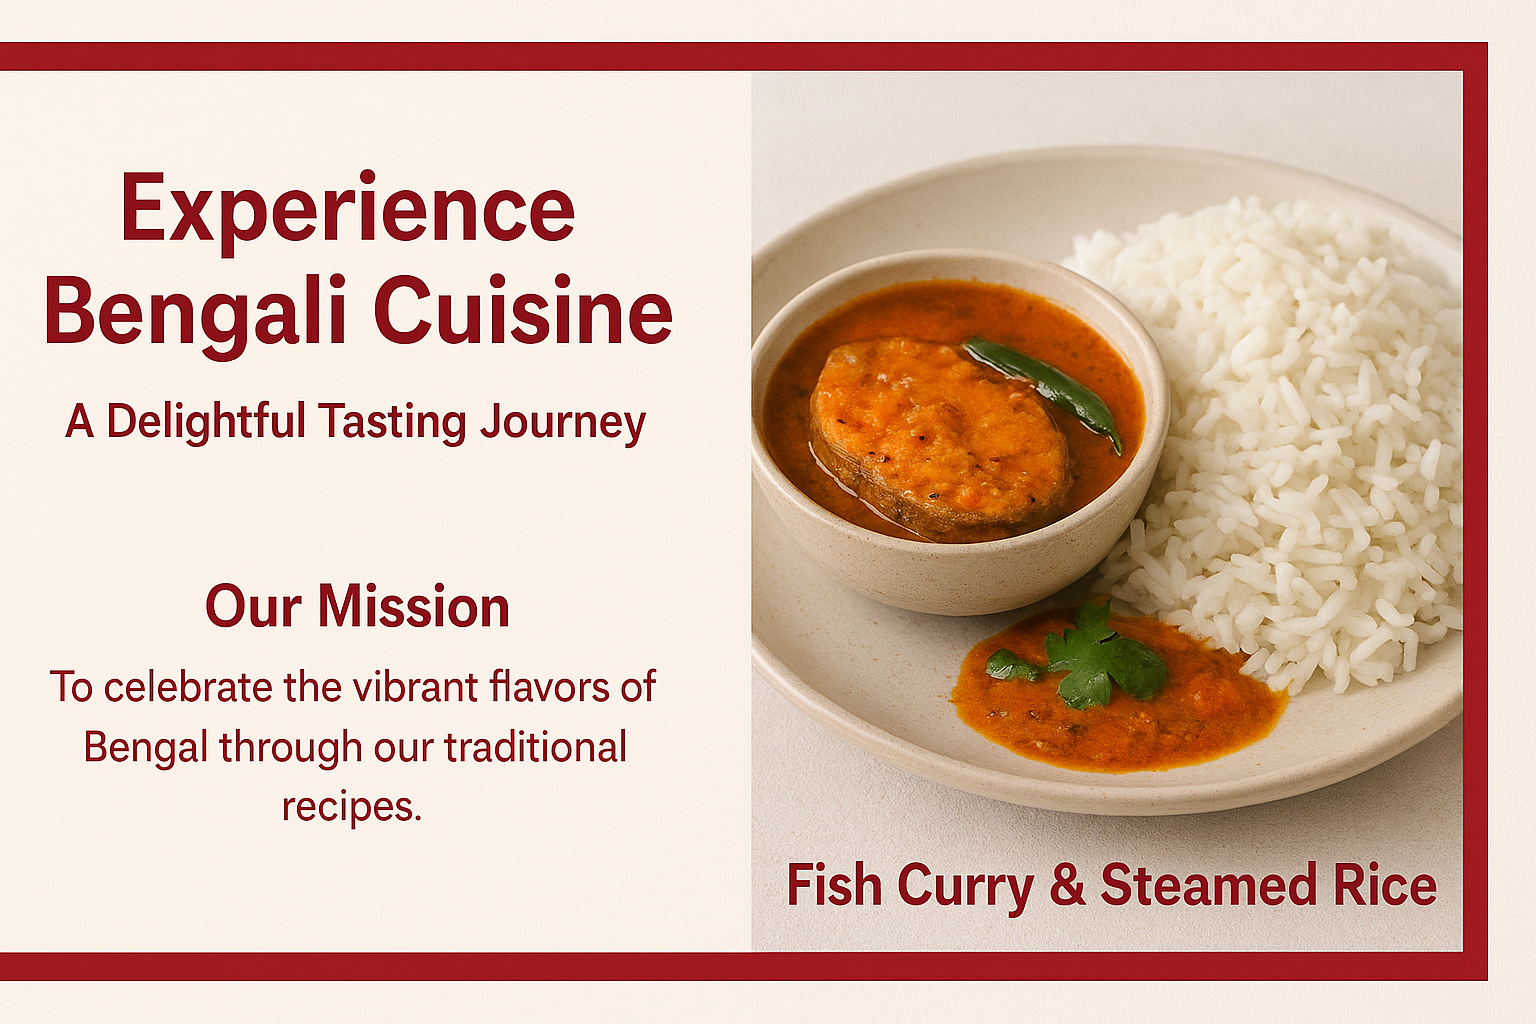 Experience
Bengali Cuisine
A Delightful Tasting Journey
Our Mission
To celebrate the vibrant flavors of
Bengal through our traditional
recipes.
Fish Curry & Steamed Rice